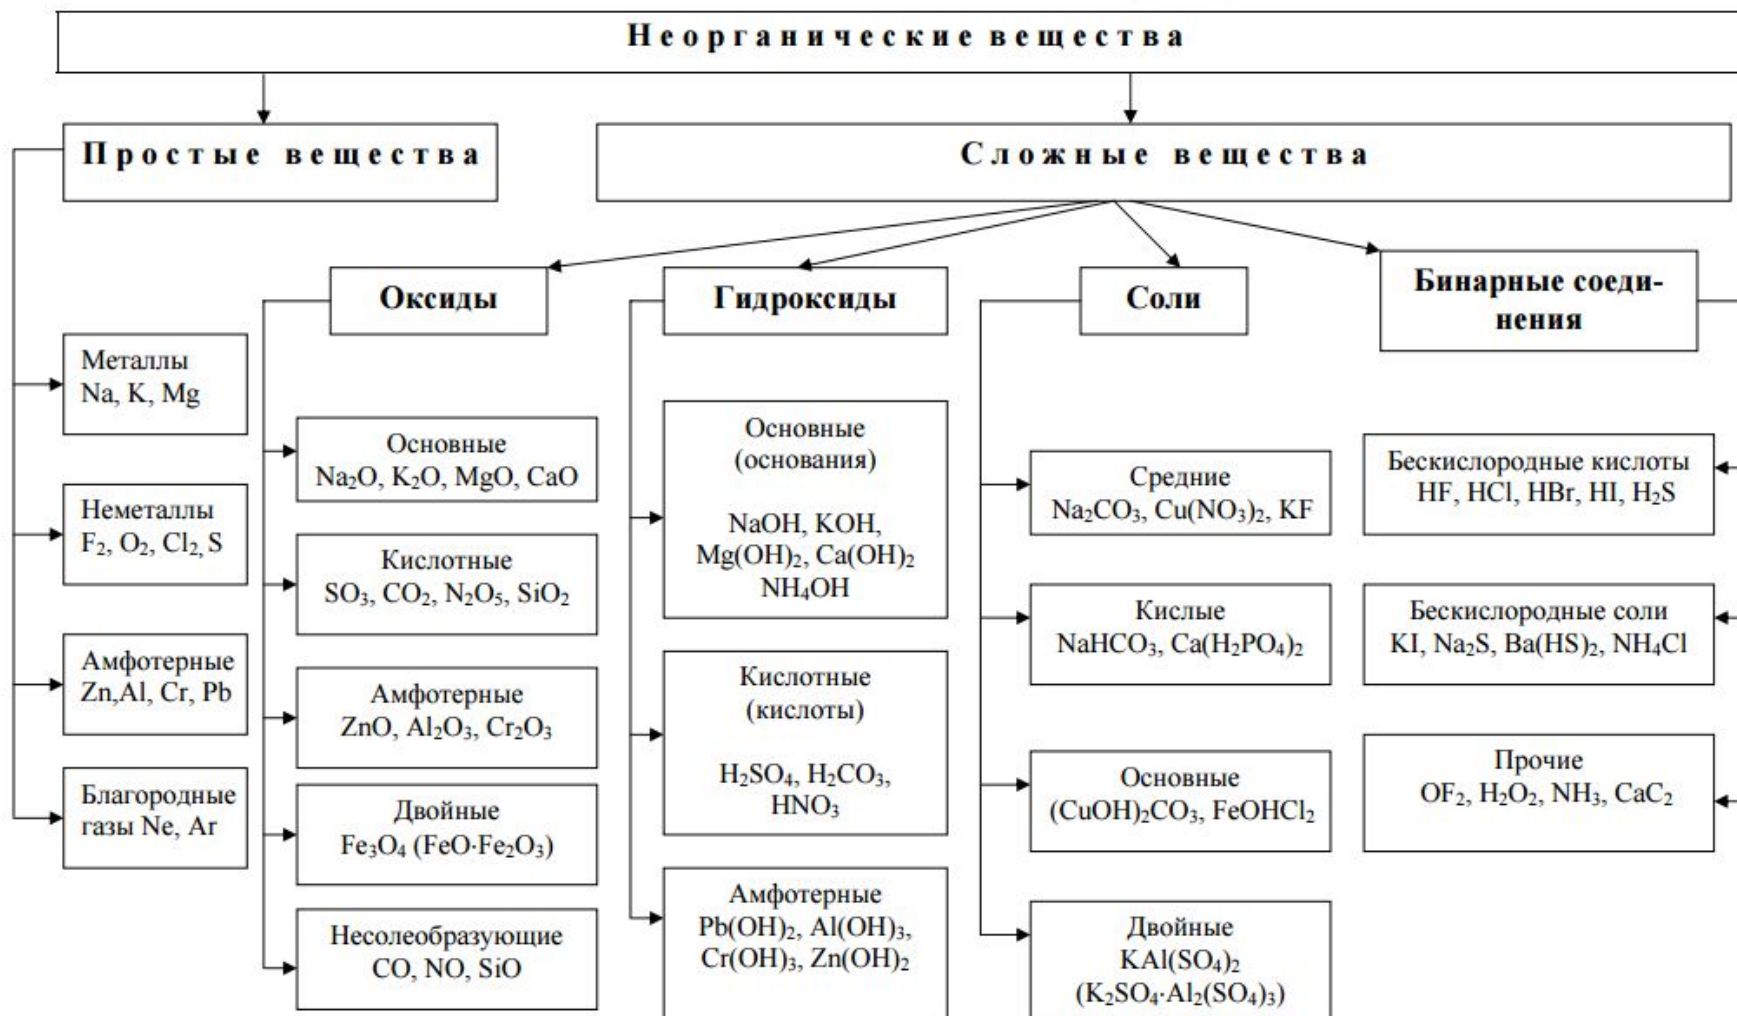 Неорганические вещества
Простые вещества
Сложные вещества
Оксиды
Гидроксиды
Соли
Бинарные соеди-
нения
Металлы
Na, K, Mg
Неметаллы
F₂, O₂, Cl₂, S
Амфотерные
Zn,Al, Cr, Pb
Благородные
газы Ne, Ar
Основные
Na₂O, K₂O, MgO, CaO
Кислотные
SO₃, CO₂, N₂O₅, SiO₂
Амфотерные
ZnO, Al₂O₃, Cr₂O₃
Двойные
Fe₃O₄ (FeO·Fe₂O₃)
Несолеобразующие
CO, NO, SiO
Основные
(основания)
NaOH, KOH,
Mg(OH)₂, Ca(OH)₂
NH₄OH
Кислотные
(кислоты)
H₂SO₄, H₂CO₃,
HNO₃
Амфотерные
Pb(OH)₂, Al(OH)₃,
Cr(OH)₃, Zn(OH)₂
Средние
Na₂CO₃, Cu(NO₃)₂, KF
Кислые
NaHCO₃, Ca(H₂PO₄)₂
Основные
(CuOH)₂CO₃, FeOHCl₂
Двойные
KAl(SO₄)₂
(K₂SO₄·Al₂(SO₄)₃)
Бескислородные кислоты
HF, HCl, HBr, HI, H₂S
Бескислородные соли
KI, Na₂S, Ba(HS)₂, NH₄Cl
Прочие
OF₂, H₂O₂, NH₃, CaC₂